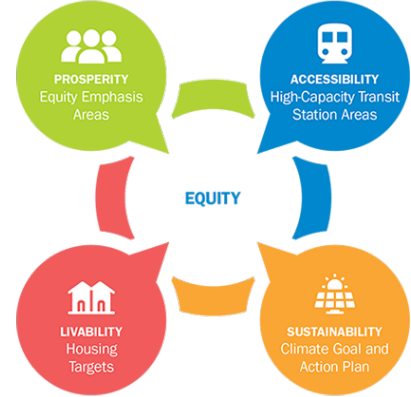 PROSPERITY
Equity Emphasis
Areas
ACCESSIBILITY
High-Capacity Transit
Station Areas
EQUITY
LIVABILITY
Housing
Targets
SUSTAINABILITY
Climate Goal and
Action Plan